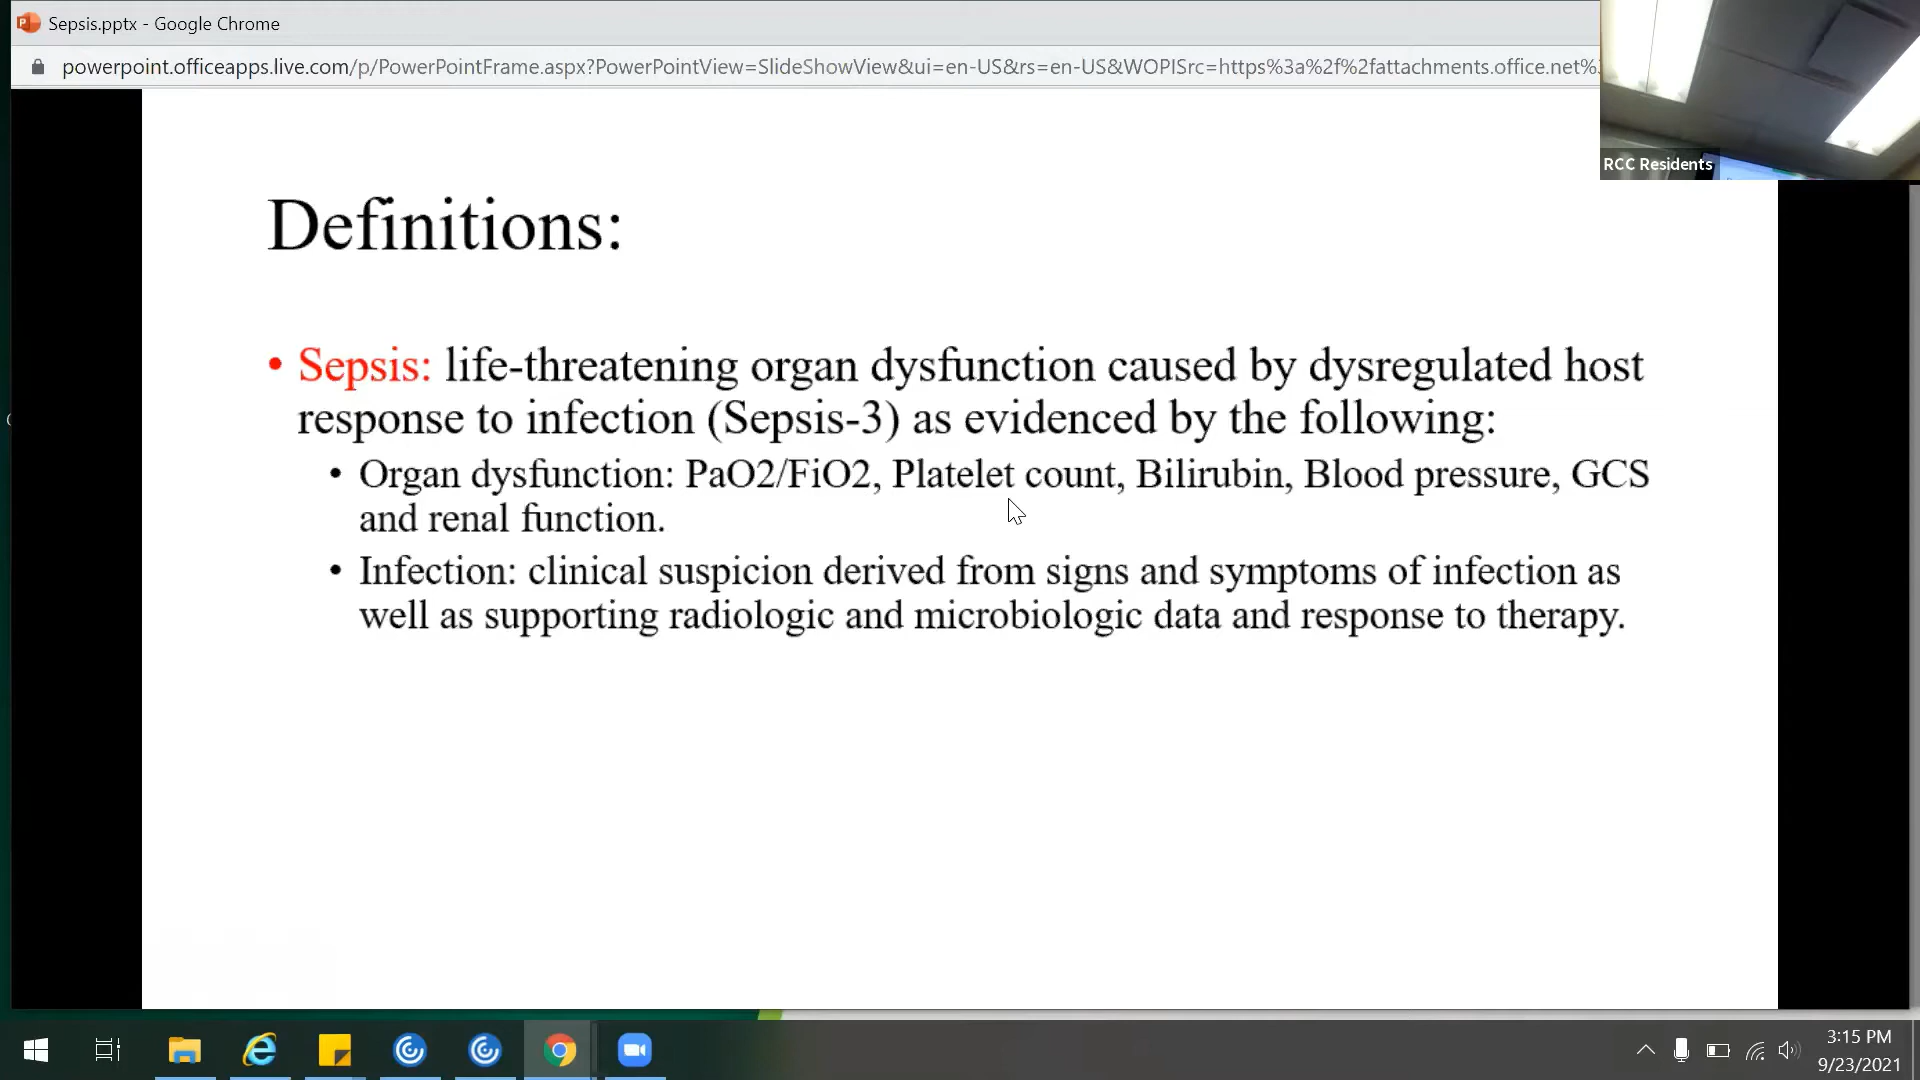 Sepsis.pptx - Google Chrome
powerpoint.officeapps.live.com/p/PowerPointFrame.aspx?PowerPointView=SlideShowView&ui=en-US&rs=en-US&WOPISrc=https%3a%2f%2fattachments.office.net%
RCC Residents
Definitions:
• Sepsis: life-threatening organ dysfunction caused by dysregulated host
response to infection (Sepsis-3) as evidenced by the following:
• Organ dysfunction: PaO2/FiO2, Platelet count, Bilirubin, Blood pressure, GCS
and renal function.
• Infection: clinical suspicion derived from signs and symptoms of infection as
well as supporting radiologic and microbiologic data and response to therapy.
3:15 PM
9/23/2021